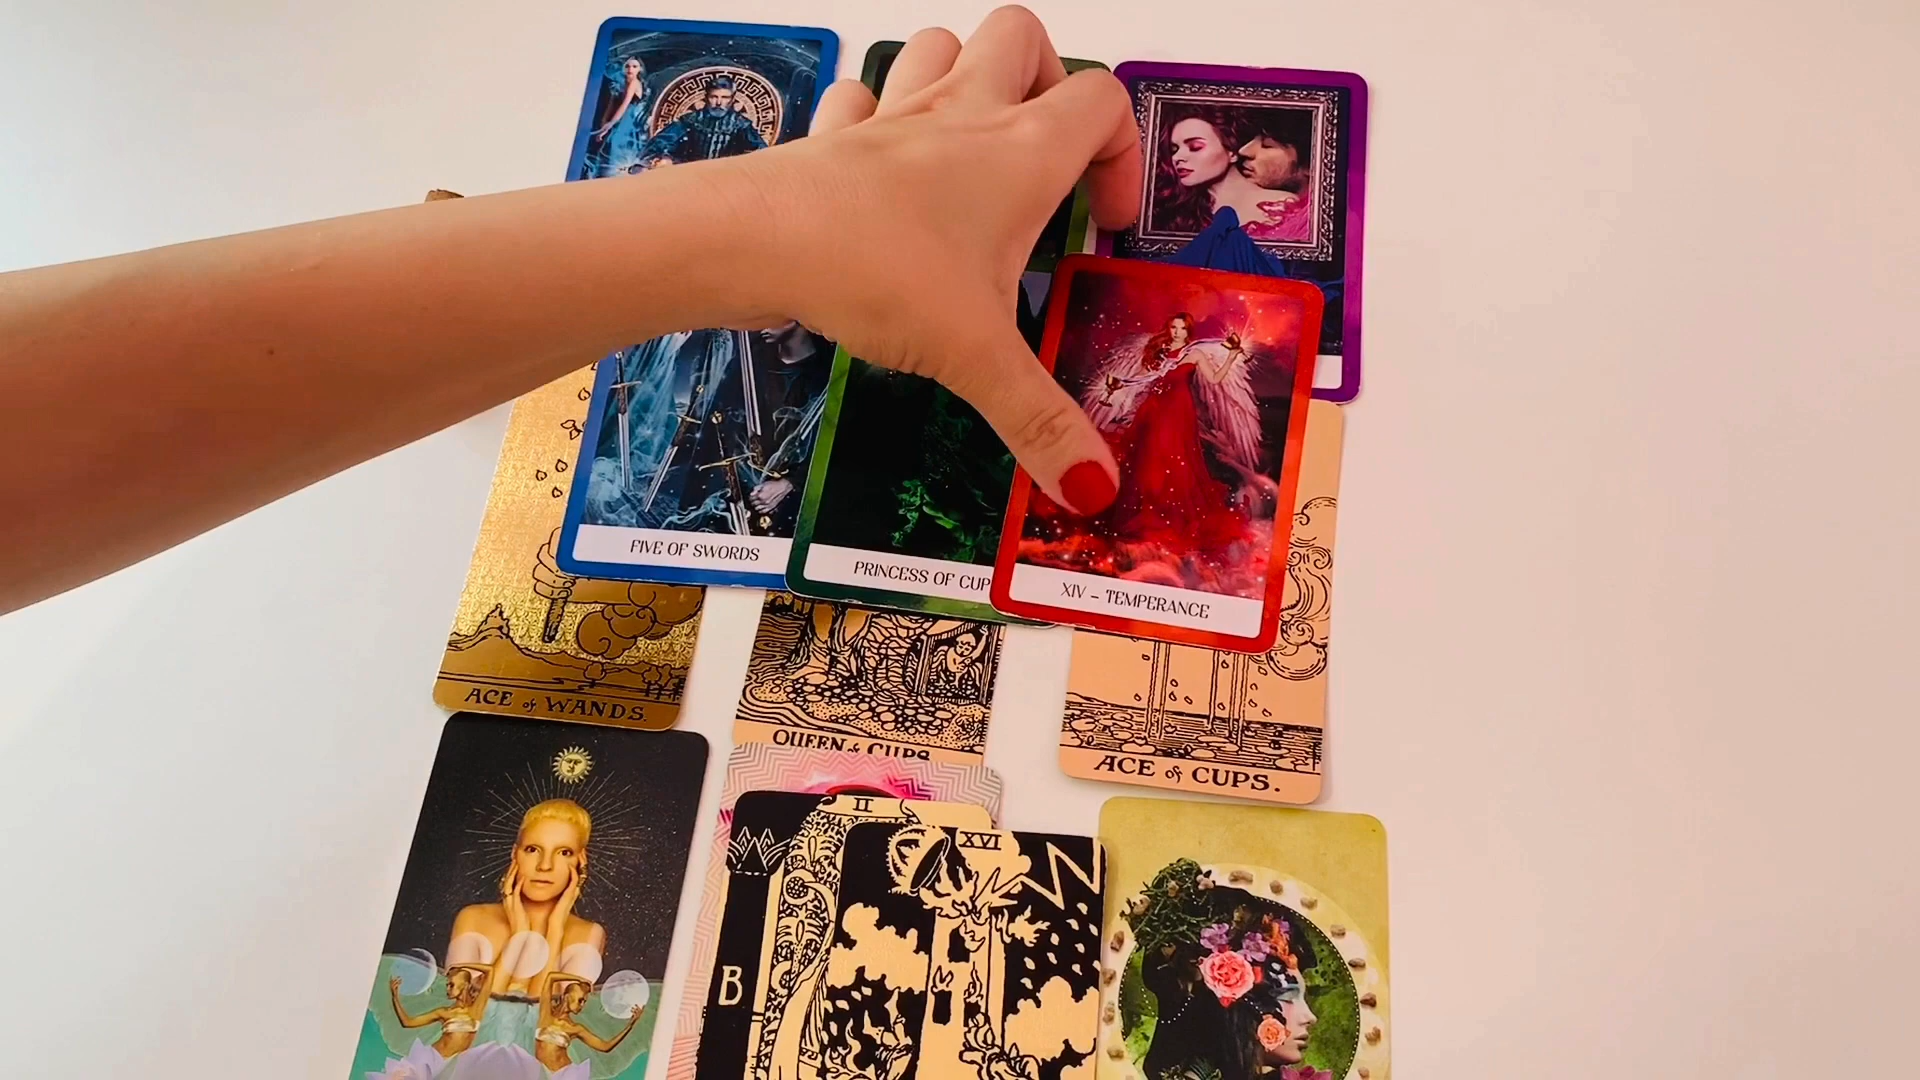 FIVE OF SWORDS
PRINCESS OF CUP
XIV – TEMPERANCE
ACE of WANDS.
QUEEN of CUPS
ACE of CUPS.
II
XVI
B